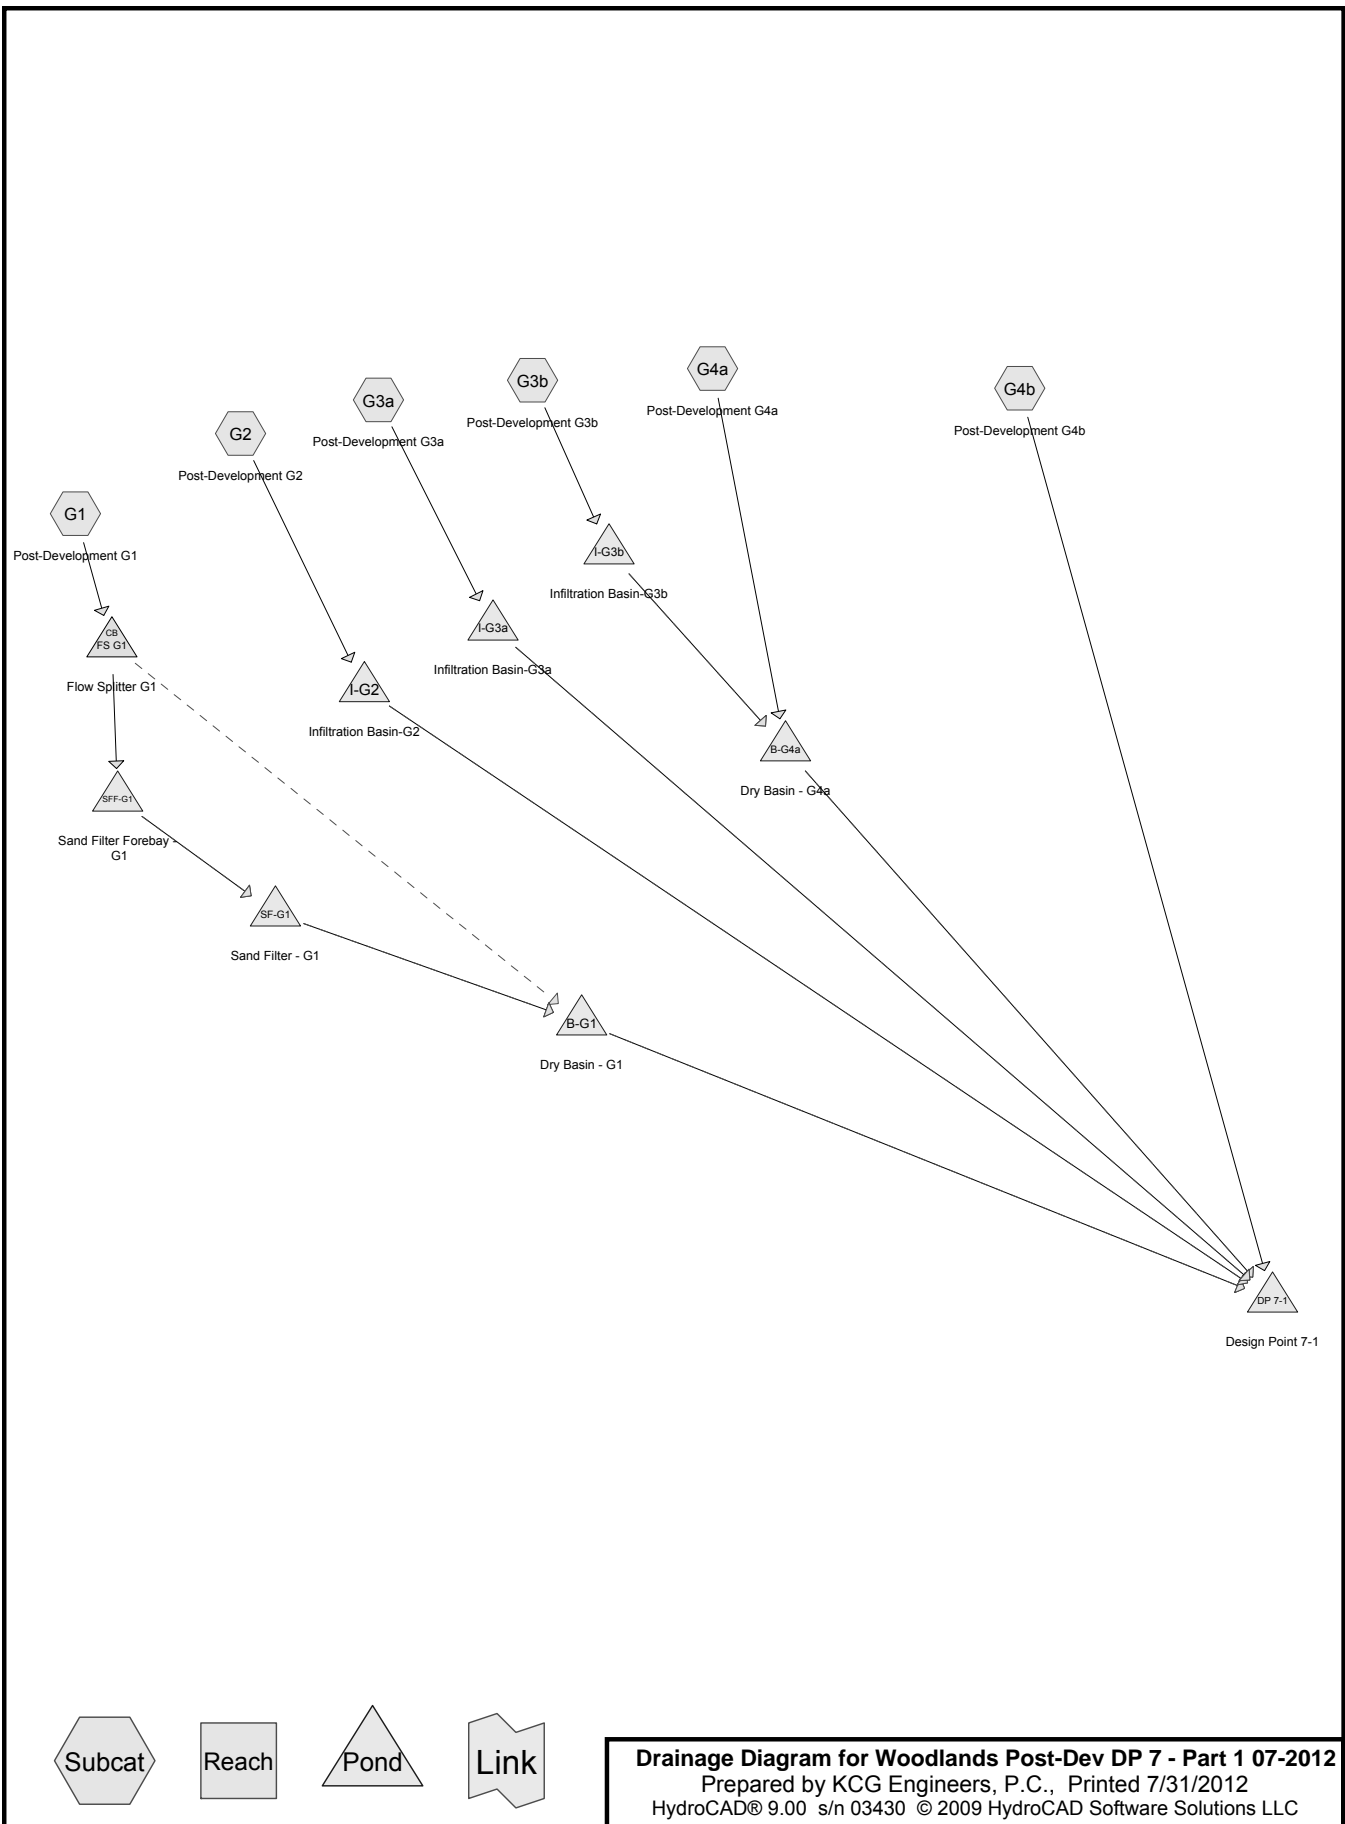 G4a
G3b
G4b
G3a
Post-Development G4a
Post-Development G3b
Post-Development G4b
G2
Post-Development G3a
Post-Development G2
G1
Post-Development G1
I-G3b
Infiltration Basin-G3b
I-G3a
CB
FS G1
Infiltration Basin-G3a
Flow Splitter G1
I-G2
Infiltration Basin-G2
B-G4a
Dry Basin - G4a
SFF-G1
Sand Filter Forebay -
G1
SF-G1
Sand Filter - G1
B-G1
Dry Basin - G1
DP 7-1
Design Point 7-1
Subcat
Reach
Pond
Link
Drainage Diagram for Woodlands Post-Dev DP 7 - Part 1 07-2012
Prepared by KCG Engineers, P.C., Printed 7/31/2012
HydroCAD® 9.00 s/n 03430 © 2009 HydroCAD Software Solutions LLC